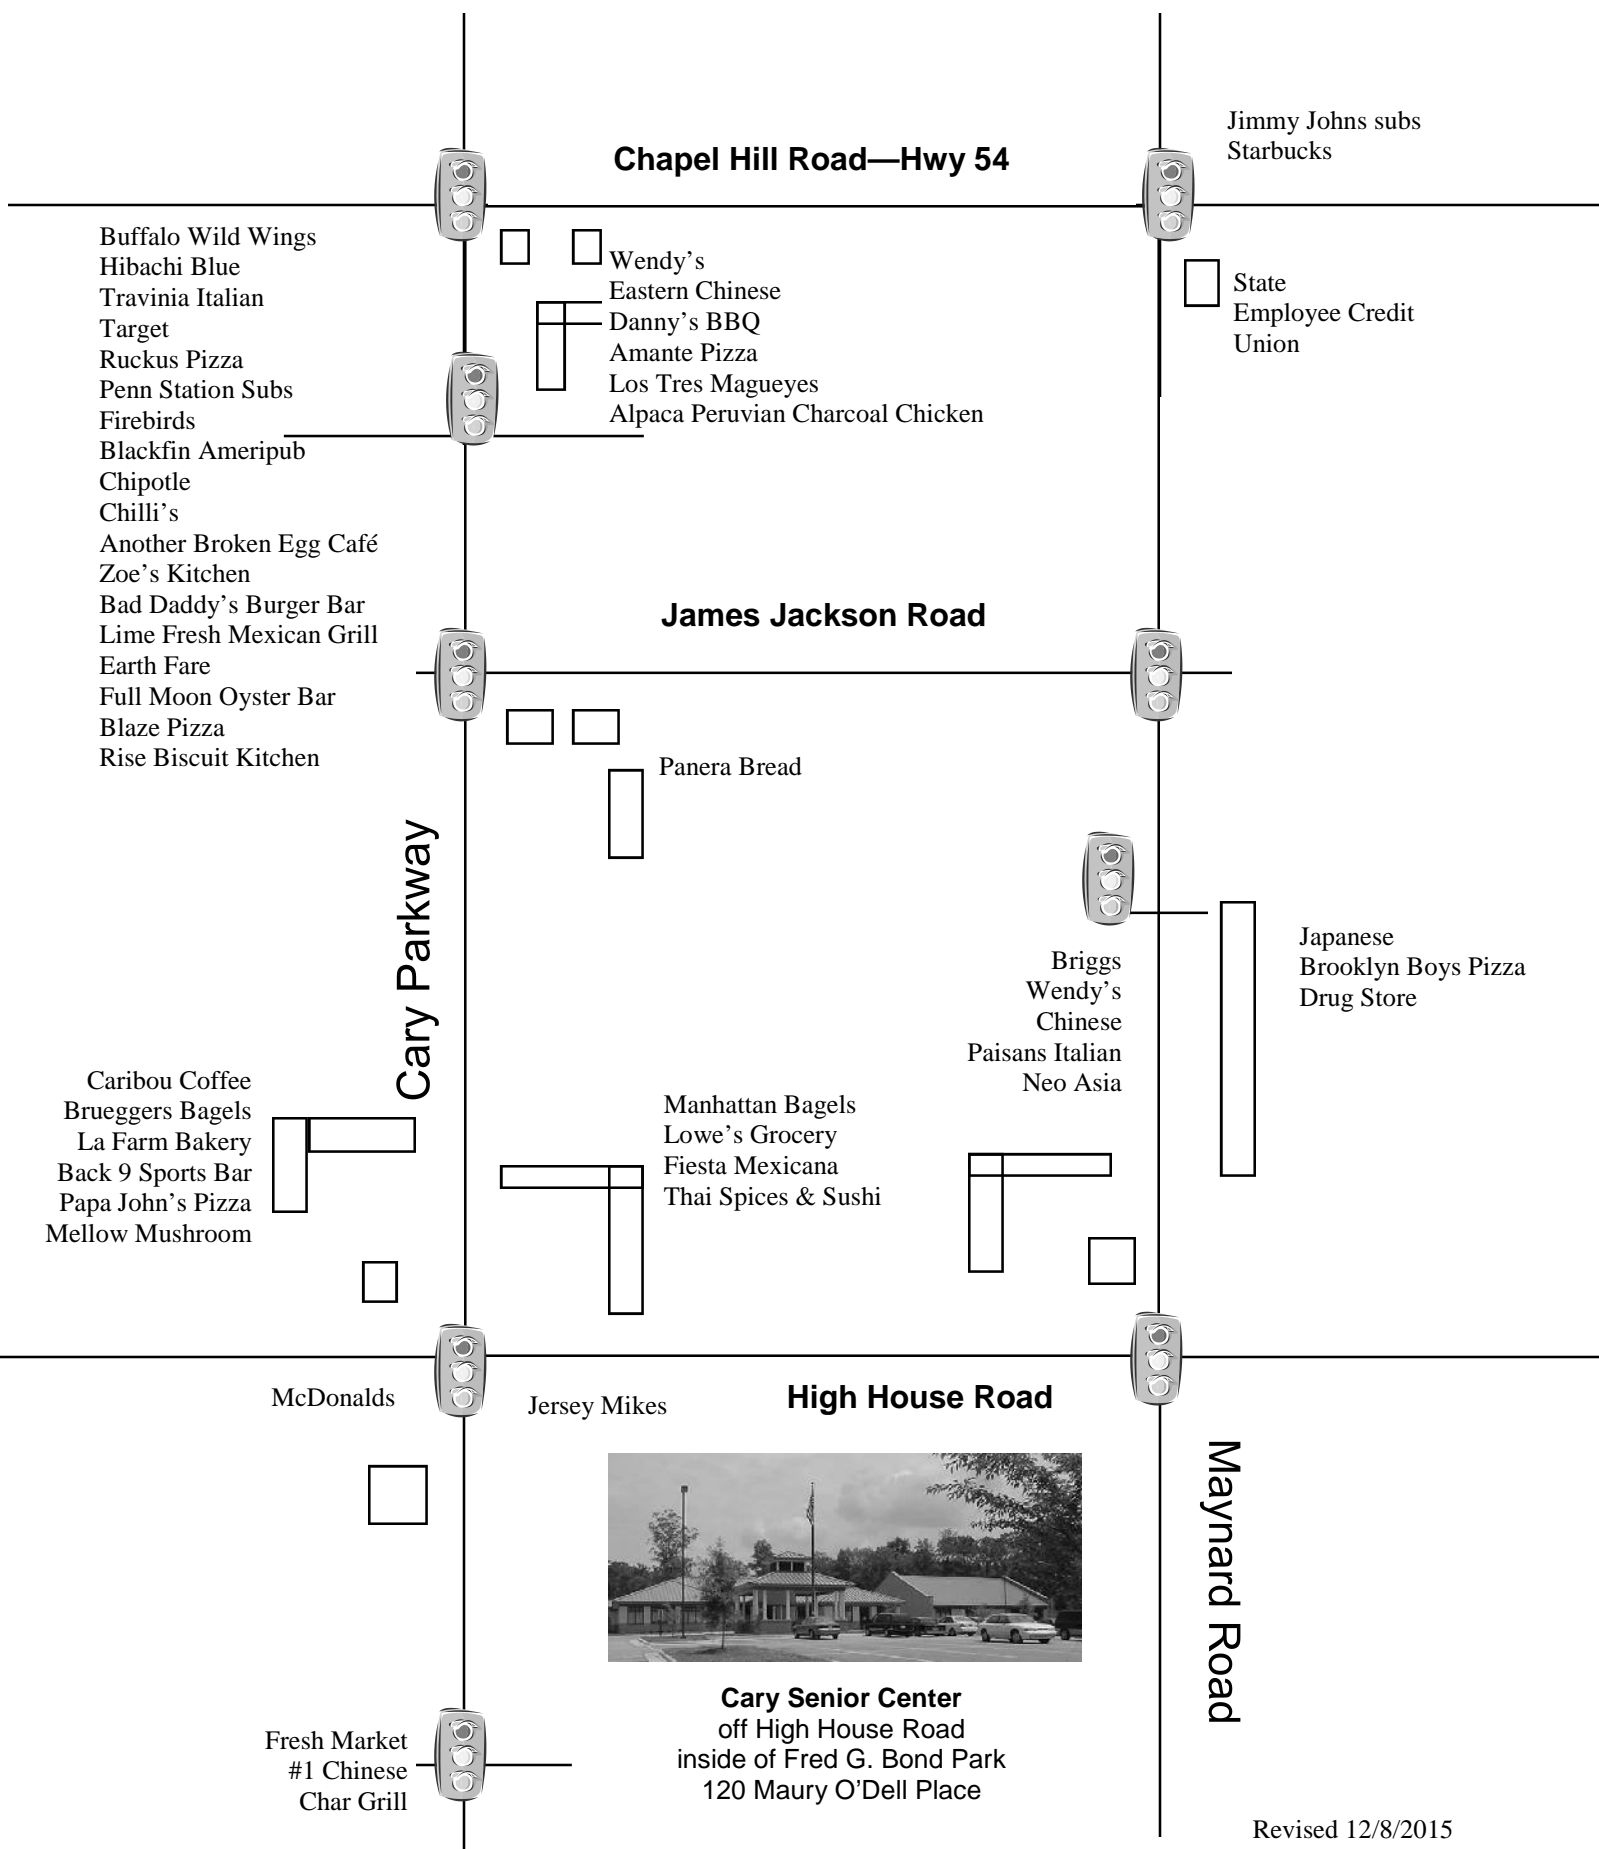 Jimmy Johns subs
Starbucks
Chapel Hill Road—Hwy 54
Buffalo Wild Wings
Hibachi Blue
Travinia Italian
Target
Ruckus Pizza
Penn Station Subs
Firebirds
Blackfin Ameripub
Chipotle
Chilli’s
Another Broken Egg Café
Zoe’s Kitchen
Bad Daddy’s Burger Bar
Lime Fresh Mexican Grill
Earth Fare
Full Moon Oyster Bar
Blaze Pizza
Rise Biscuit Kitchen
Wendy’s
Eastern Chinese
Danny’s BBQ
Amante Pizza
Los Tres Magueyes
Alpaca Peruvian Charcoal Chicken
State
Employee Credit
Union
James Jackson Road
Panera Bread
Cary Parkway
Briggs
Wendy’s
Chinese
Paisans Italian
Neo Asia
Japanese
Brooklyn Boys Pizza
Drug Store
Caribou Coffee
Brueggers Bagels
La Farm Bakery
Back 9 Sports Bar
Papa John’s Pizza
Mellow Mushroom
Manhattan Bagels
Lowe’s Grocery
Fiesta Mexicana
Thai Spices & Sushi
McDonalds
Jersey Mikes
High House Road
Maynard Road
Cary Senior Center
off High House Road
inside of Fred G. Bond Park
120 Maury O’Dell Place
Fresh Market
#1 Chinese
Char Grill
Revised 12/8/2015